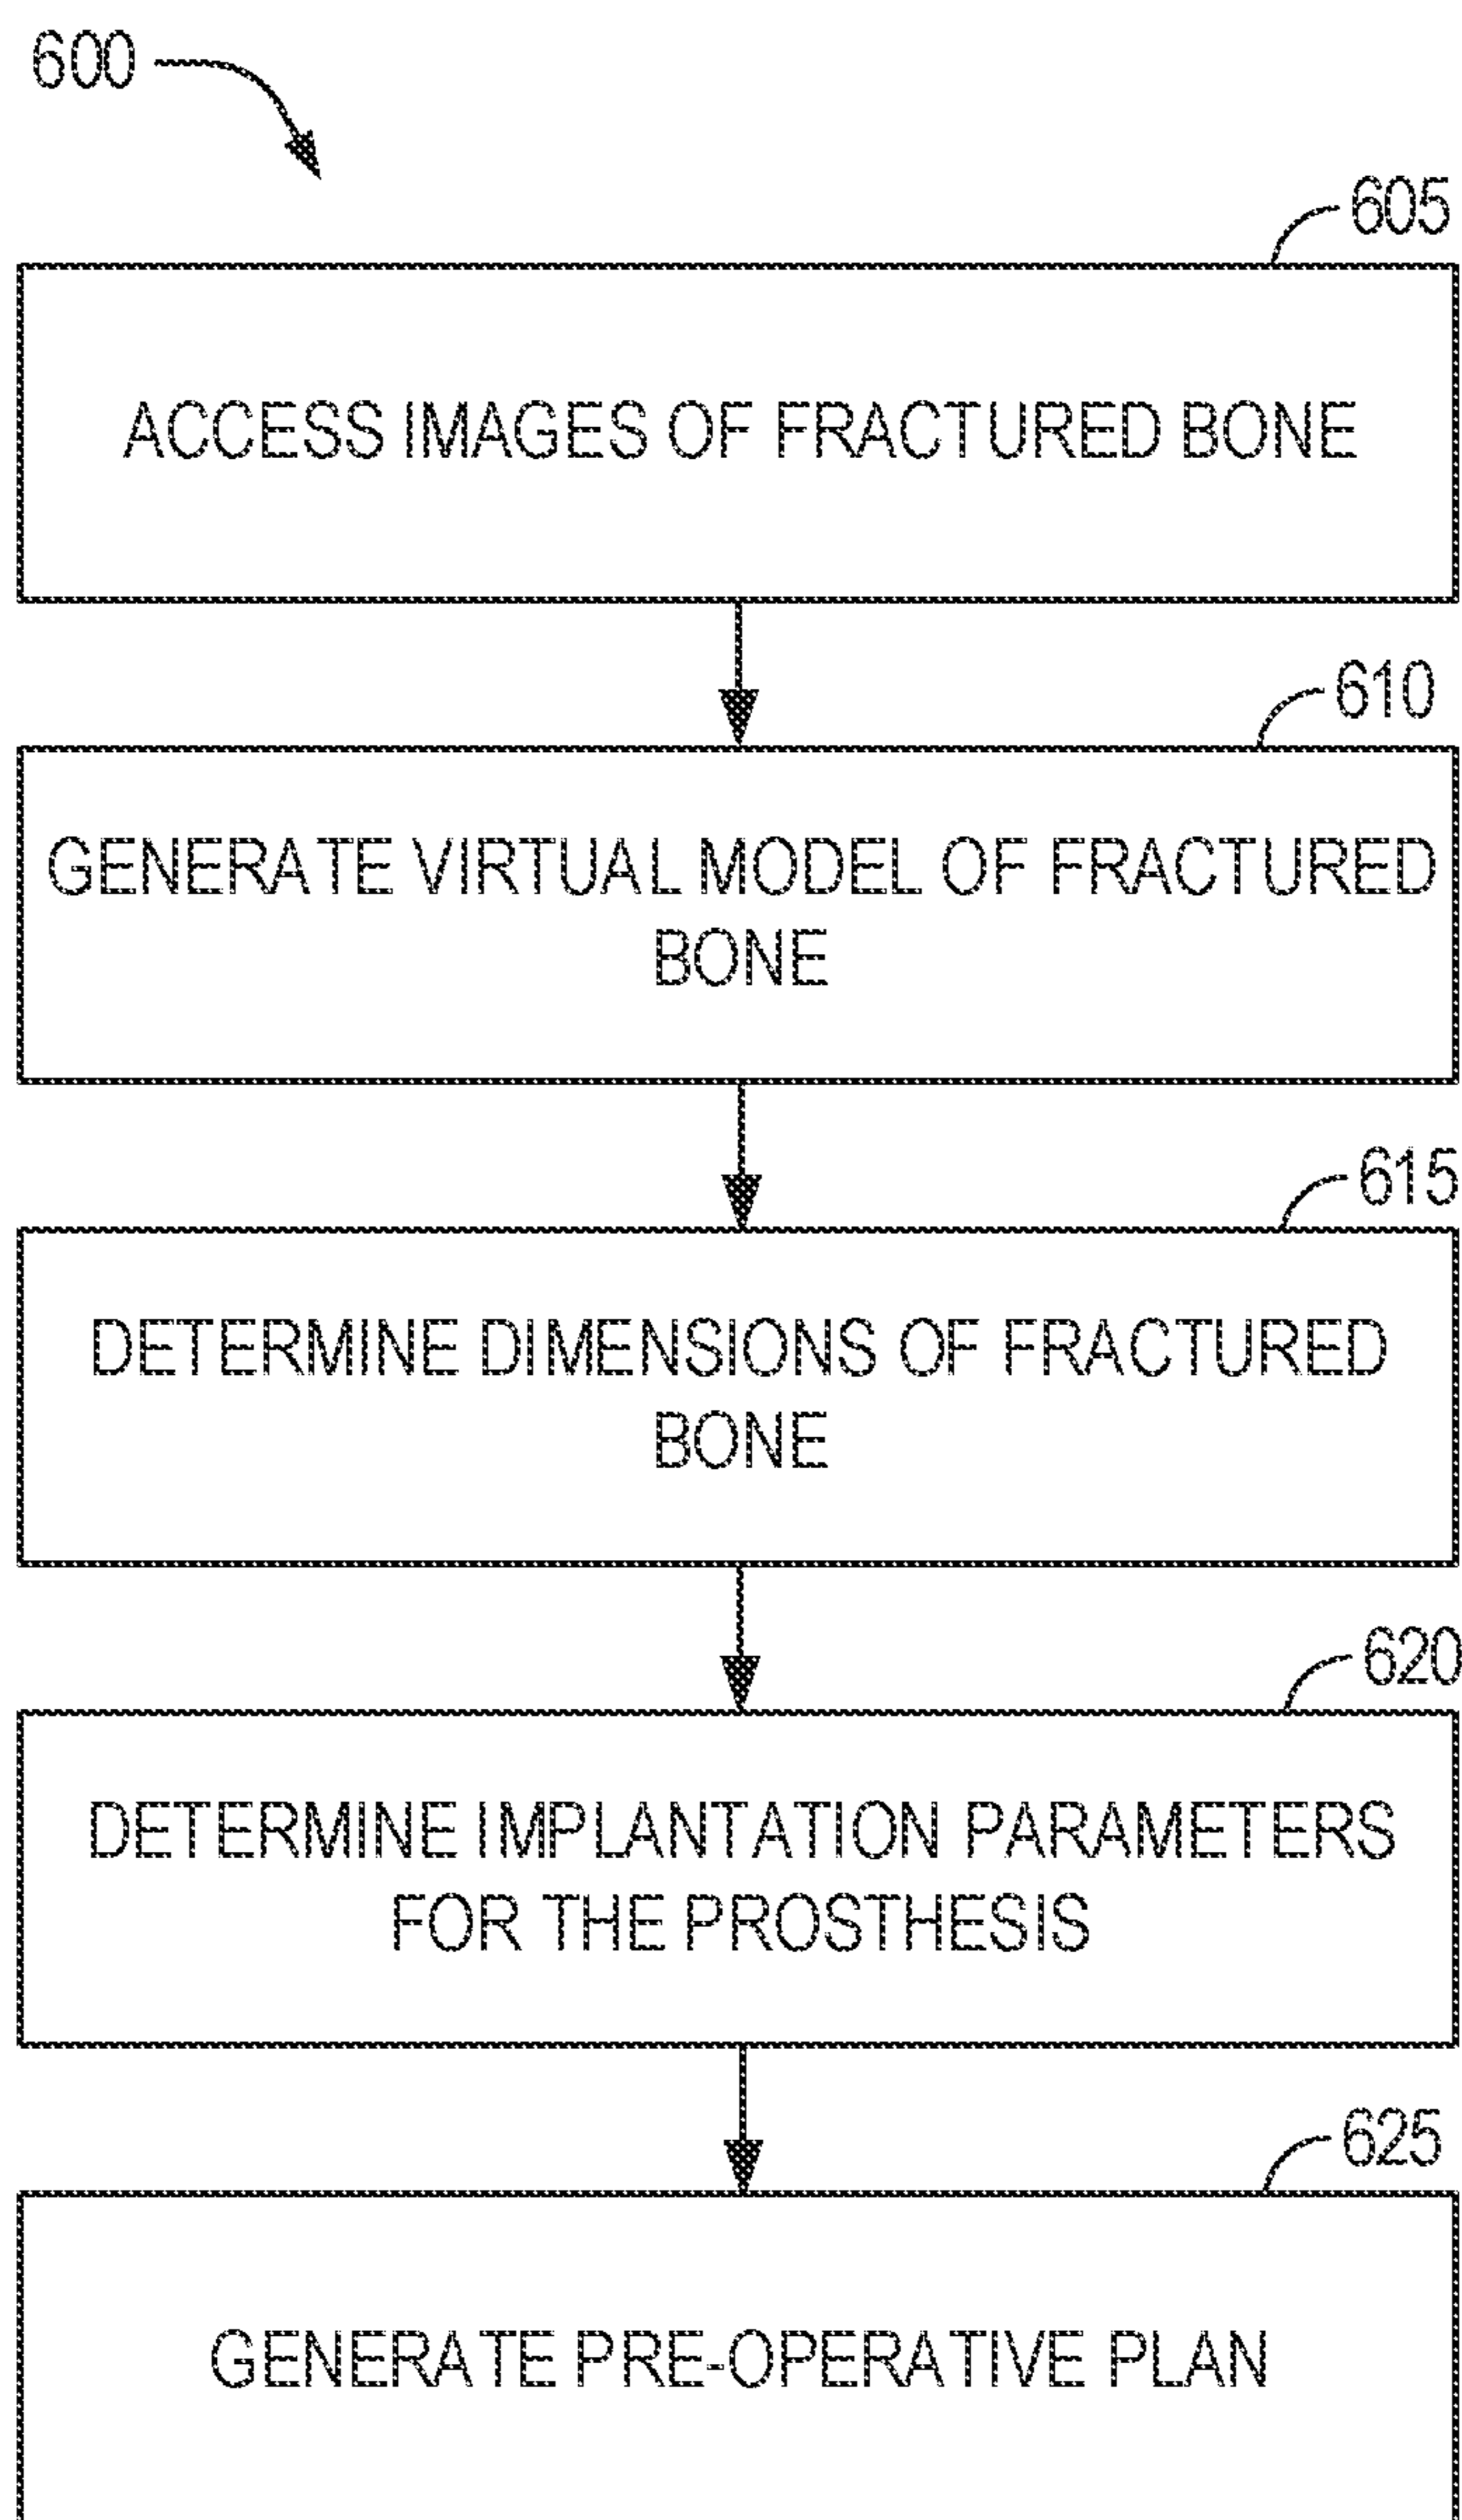 600
605
ACCESS IMAGES OF FRACTURED BONE
610
GENERATE VIRTUAL MODEL OF FRACTURED
BONE
615
DETERMINE DIMENSIONS OF FRACTURED
BONE
620
DETERMINE IMPLANTATION PARAMETERS
FOR THE PROSTHESIS
625
GENERATE PRE-OPERATIVE PLAN